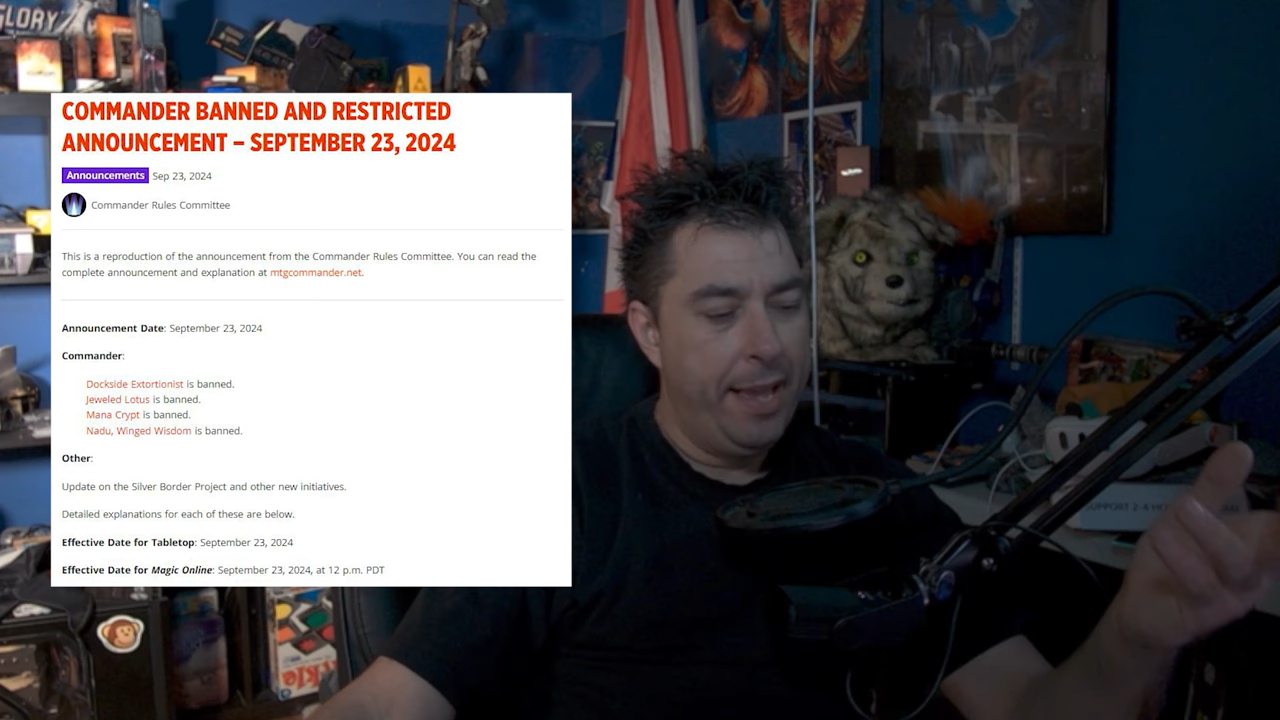 GLORY
COMMANDER BANNED AND RESTRICTED
ANNOUNCEMENT – SEPTEMBER 23, 2024
Announcements Sep 23, 2024
Commander Rules Committee
This is a reproduction of the announcement from the Commander Rules Committee. You can read the
complete announcement and explanation at mtgcommander.net.
Announcement Date: September 23, 2024
Commander:
Dockside Extortionist is banned.
Jeweled Lotus is banned.
Mana Crypt is banned.
Nadu, Winged Wisdom is banned.
Other:
Update on the Silver Border Project and other new initiatives.
Detailed explanations for each of these are below.
Effective Date for Tabletop: September 23, 2024
Effective Date for Magic Online: September 23, 2024, at 12 p.m. PDT
SUPPORT 2-4